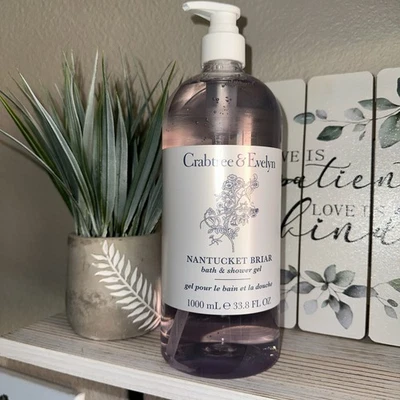 Crabtree & Evelyn
NANTUCKET BRIAR
bath & shower gel
gel pour le bain et la douche
1000 mL ℮ 33.8 FL OZ
IS
LOVE